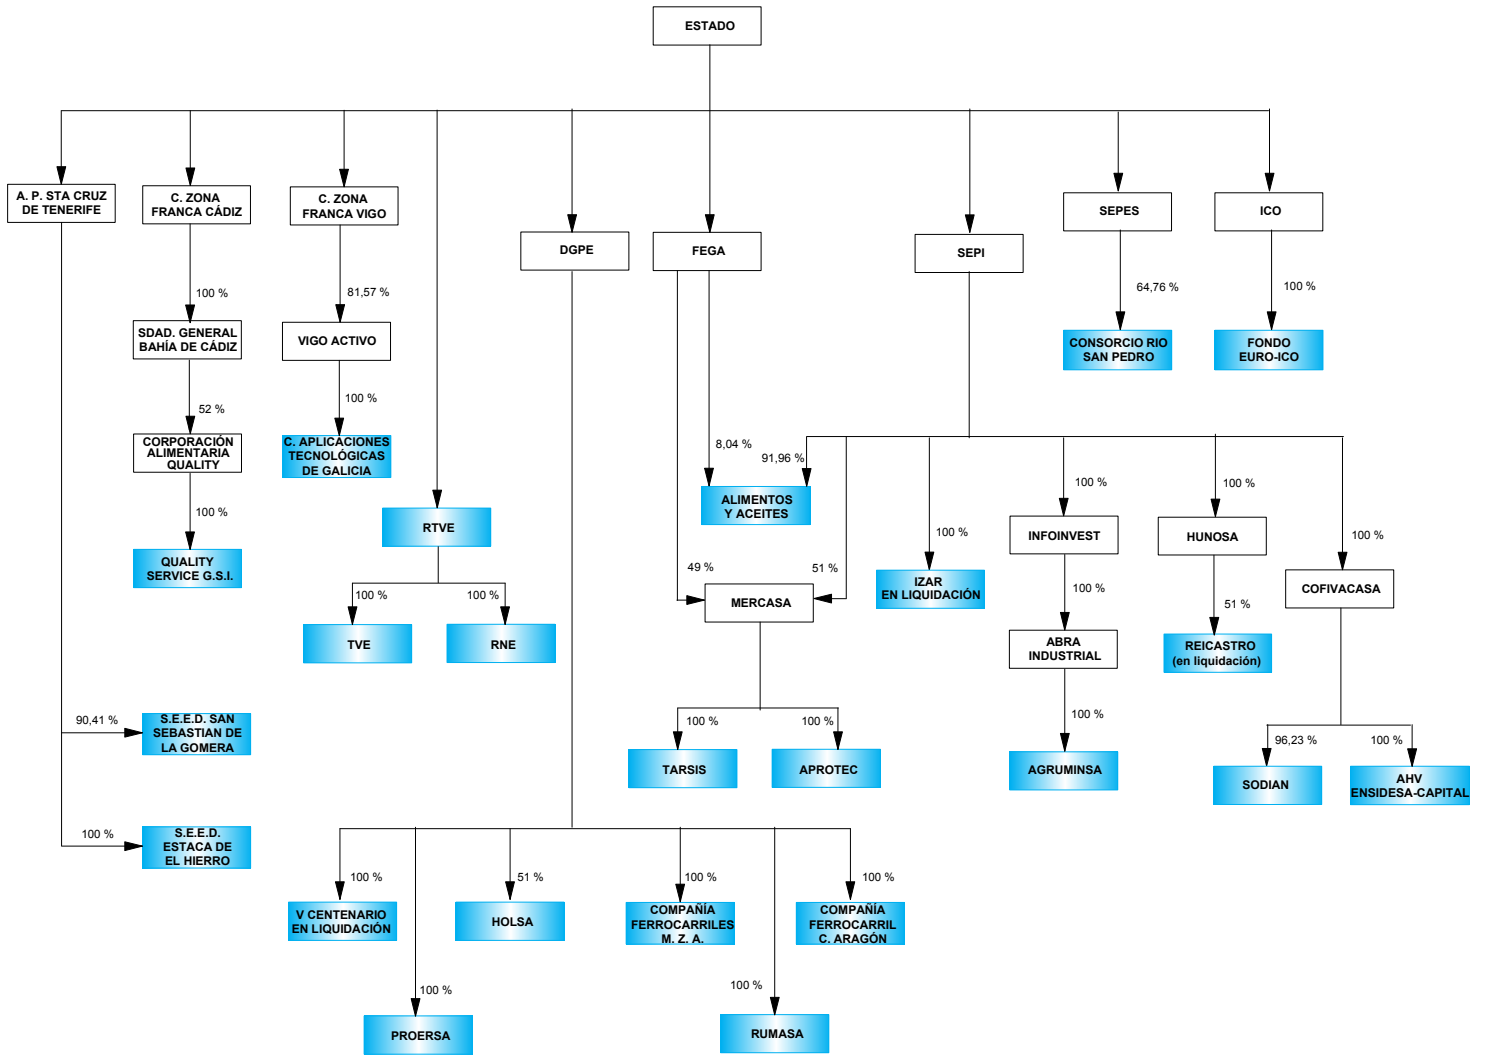 ESTADO
A. P. STA CRUZ
DE TENERIFE
C. ZONA
FRANCA CÁDIZ
C. ZONA
FRANCA VIGO
SEPES
ICO
DGPE
FEGA
SEPI
100 %
81,57 %
64,76 %
100 %
SDAD. GENERAL
BAHÍA DE CÁDIZ
VIGO ACTIVO
CONSORCIO RIO
SAN PEDRO
FONDO
EURO-ICO
52 %
100 %
CORPORACIÓN
ALIMENTARIA
QUALITY
C. APLICACIONES
TECNOLÓGICAS
DE GALICIA
8,04 %
91,96 %
100 %
100 %
ALIMENTOS
Y ACEITES
100 %
RTVE
100 %
INFOINVEST
HUNOSA
100 %
QUALITY
SERVICE G.S.I.
49 %
51 %
IZAR
EN LIQUIDACIÓN
100 %
COFIVACASA
100 %
100 %
MERCASA
51 %
TVE
RNE
ABRA
INDUSTRIAL
REICASTRO
(en liquidación)
90,41 %
S.E.E.D. SAN
SEBASTIAN DE
LA GOMERA
100 %
100 %
100 %
96,23 %
100 %
TARSIS
APROTEC
AGRUMINSA
SODIAN
AHV
ENSIDESA-CAPITAL
100 %
S.E.E.D.
ESTACA DE
EL HIERRO
100 %
51 %
100 %
100 %
V CENTENARIO
EN LIQUIDACIÓN
HOLSA
COMPAÑÍA
FERROCARRILES
M. Z. A.
COMPAÑÍA
FERROCARRIL
C. ARAGÓN
100 %
100 %
PROERSA
RUMASA